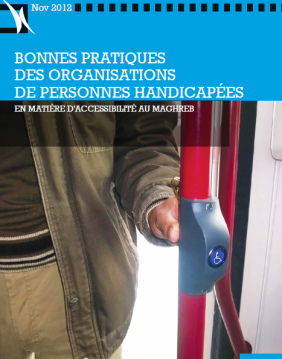 Nov 2012
BONNES PRATIQUES
DES ORGANISATIONS
DE PERSONNES HANDICAPÉES
EN MATIÈRE D'ACCESSIBILITÉ AU MAGHREB